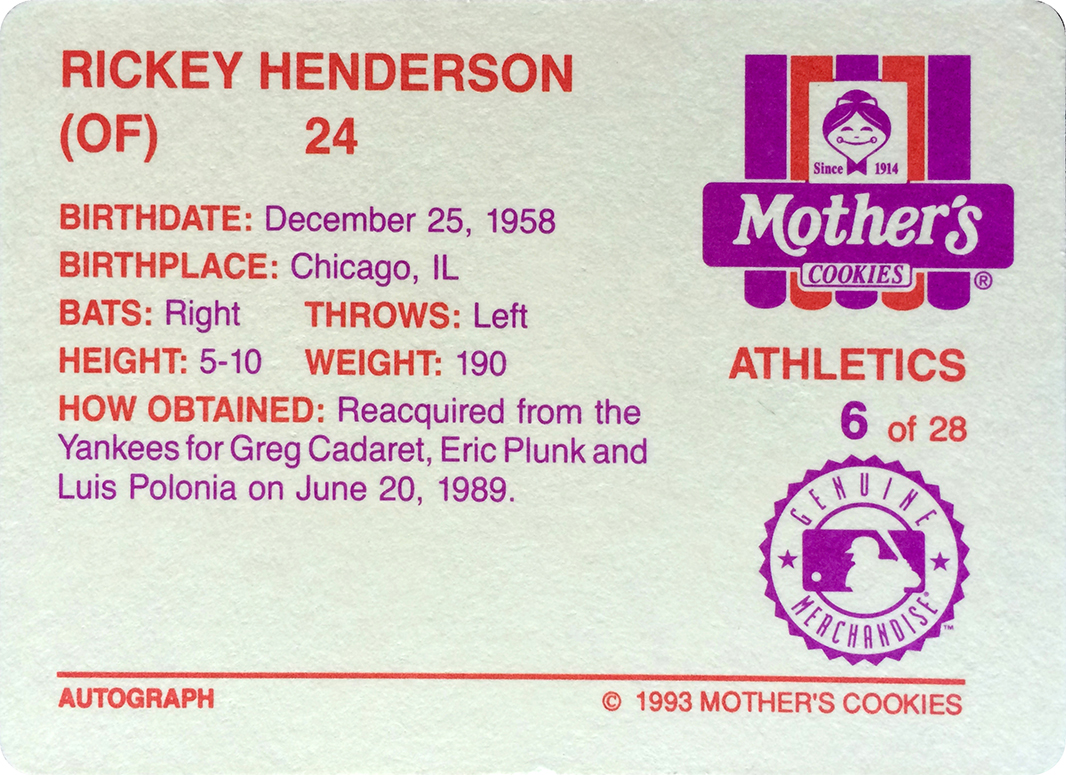 RICKEY HENDERSON
(OF) 24
BIRTHDATE: December 25, 1958
BIRTHPLACE: Chicago, IL
BATS: Right THROWS: Left
HEIGHT: 5-10 WEIGHT: 190
HOW OBTAINED: Reacquired from the
Yankees for Greg Cadaret, Eric Plunk and
Luis Polonia on June 20, 1989.
Since 1914
Mother's
COOKIES ®
ATHLETICS
6 of 28
GENUINE
MERCHANDISE® ™
AUTOGRAPH
© 1993 MOTHER'S COOKIES